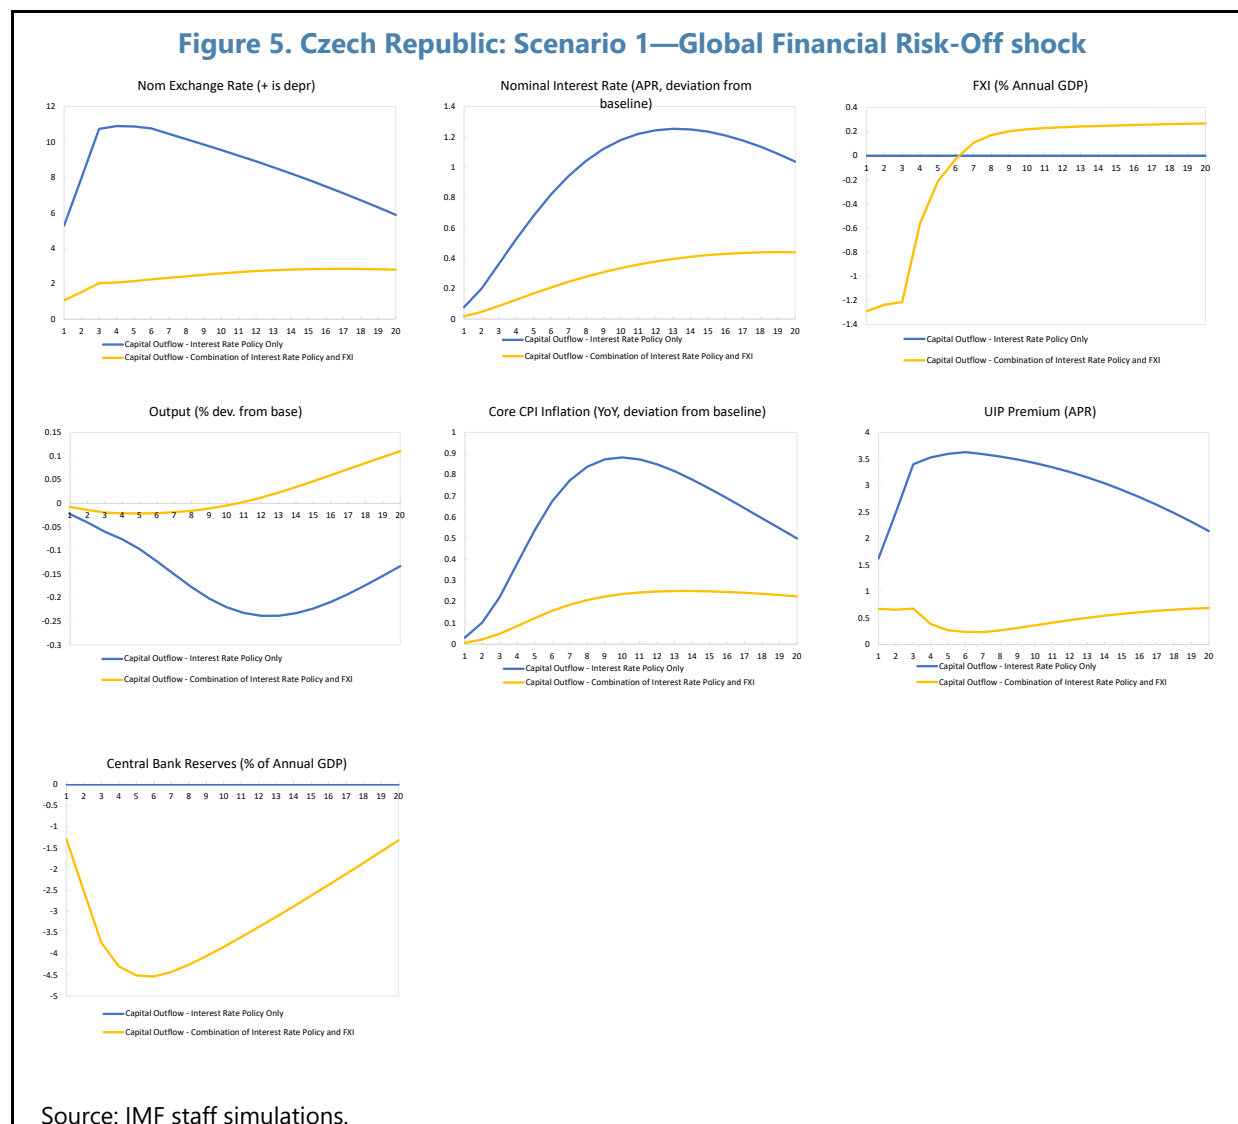 Figure 5. Czech Republic: Scenario 1—Global Financial Risk-Off shock
Nom Exchange Rate (+ is depr)
12
10
8
6
4
2
0
1 2 3 4 5 6 7 8 9 10 11 12 13 14 15 16 17 18 19 20
Capital Outflow - Interest Rate Policy Only
Capital Outflow - Combination of Interest Rate Policy and FXI
Nominal Interest Rate (APR, deviation from
baseline)
1.4
1.2
1
0.8
0.6
0.4
0.2
0
1 2 3 4 5 6 7 8 9 10 11 12 13 14 15 16 17 18 19 20
Capital Outflow - Interest Rate Policy Only
Capital Outflow - Combination of Interest Rate Policy and FXI
FXI (% Annual GDP)
0.4
0.2
0
1 2 3 4 5 6 7 8 9 10 11 12 13 14 15 16 17 18 19 20
-0.2
-0.4
-0.6
-0.8
-1
-1.2
-1.4
Capital Outflow - Interest Rate Policy Only
Capital Outflow - Combination of Interest Rate Policy and FXI
Output (% dev. from base)
0.15
0.1
0.05
0
1 2 3 4 5 6 7 8 9 10 11 12 13 14 15 16 17 18 19 20
-0.05
-0.1
-0.15
-0.2
-0.25
-0.3
Capital Outflow - Interest Rate Policy Only
Capital Outflow - Combination of Interest Rate Policy and FXI
Core CPI Inflation (YoY, deviation from baseline)
1
0.9
0.8
0.7
0.6
0.5
0.4
0.3
0.2
0.1
0
1 2 3 4 5 6 7 8 9 10 11 12 13 14 15 16 17 18 19 20
Capital Outflow - Interest Rate Policy Only
Capital Outflow - Combination of Interest Rate Policy and FXI
UIP Premium (APR)
4
3.5
3
2.5
2
1.5
1
0.5
0
1 2 3 4 5 6 7 8 9 10 11 12 13 14 15 16 17 18 19 20
Capital Outflow - Interest Rate Policy Only
Capital Outflow - Combination of Interest Rate Policy and FXI
Central Bank Reserves (% of Annual GDP)
0
1 2 3 4 5 6 7 8 9 10 11 12 13 14 15 16 17 18 19 20
-0.5
-1
-1.5
-2
-2.5
-3
-3.5
-4
-4.5
-5
Capital Outflow - Interest Rate Policy Only
Capital Outflow - Combination of Interest Rate Policy and FXI
Source: IMF staff simulations.